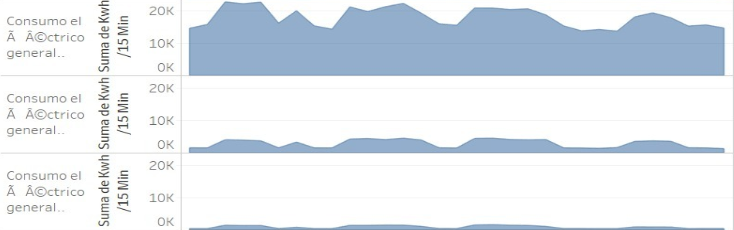 Consumo el
Ã Â©ctrico
general..
Suma de Kwh
/15 Min
20K
10K
0K
Consumo el
Ã Â©ctrico
general..
Suma de Kwh
/15 Min
20K
10K
0K
Consumo el
Ã Â©ctrico
general..
Suma de Kwh
/15 Min
20K
10K
0K